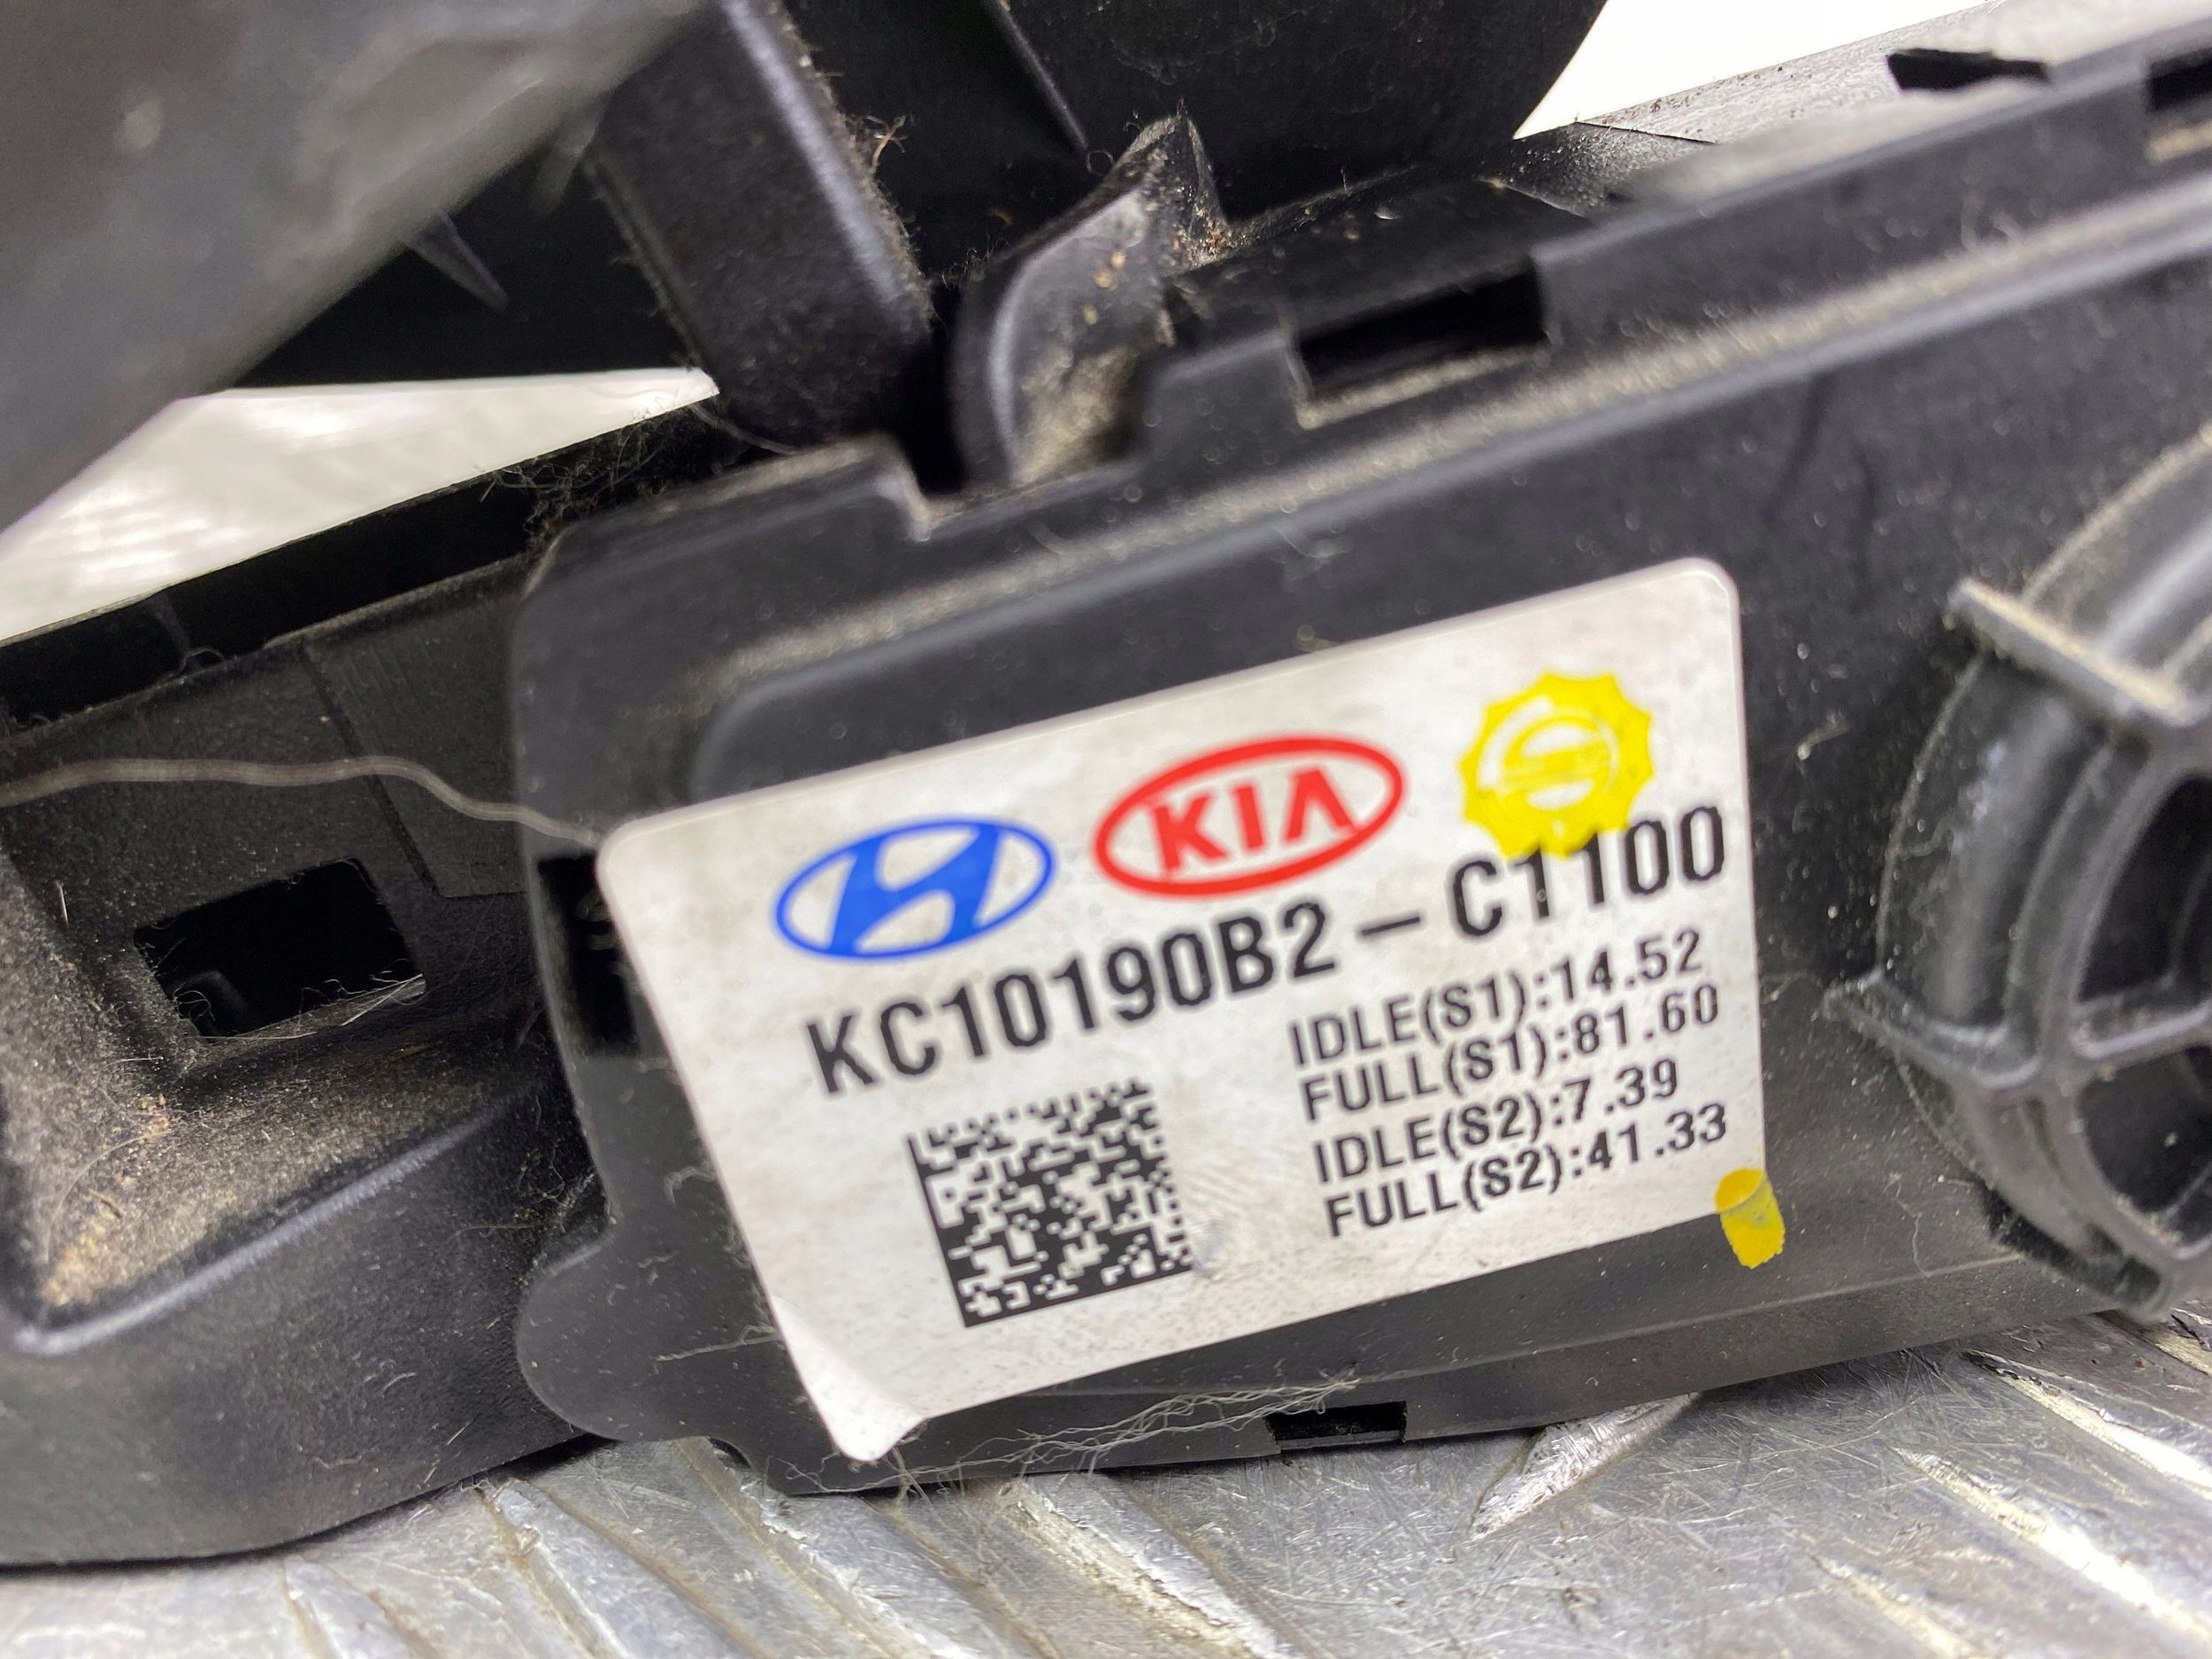 KIA
KC10190B2-C1100
IDLE(S1):14.52
FULL(S1):81.60
IDLE(S2):7.39
FULL(S2):41.33